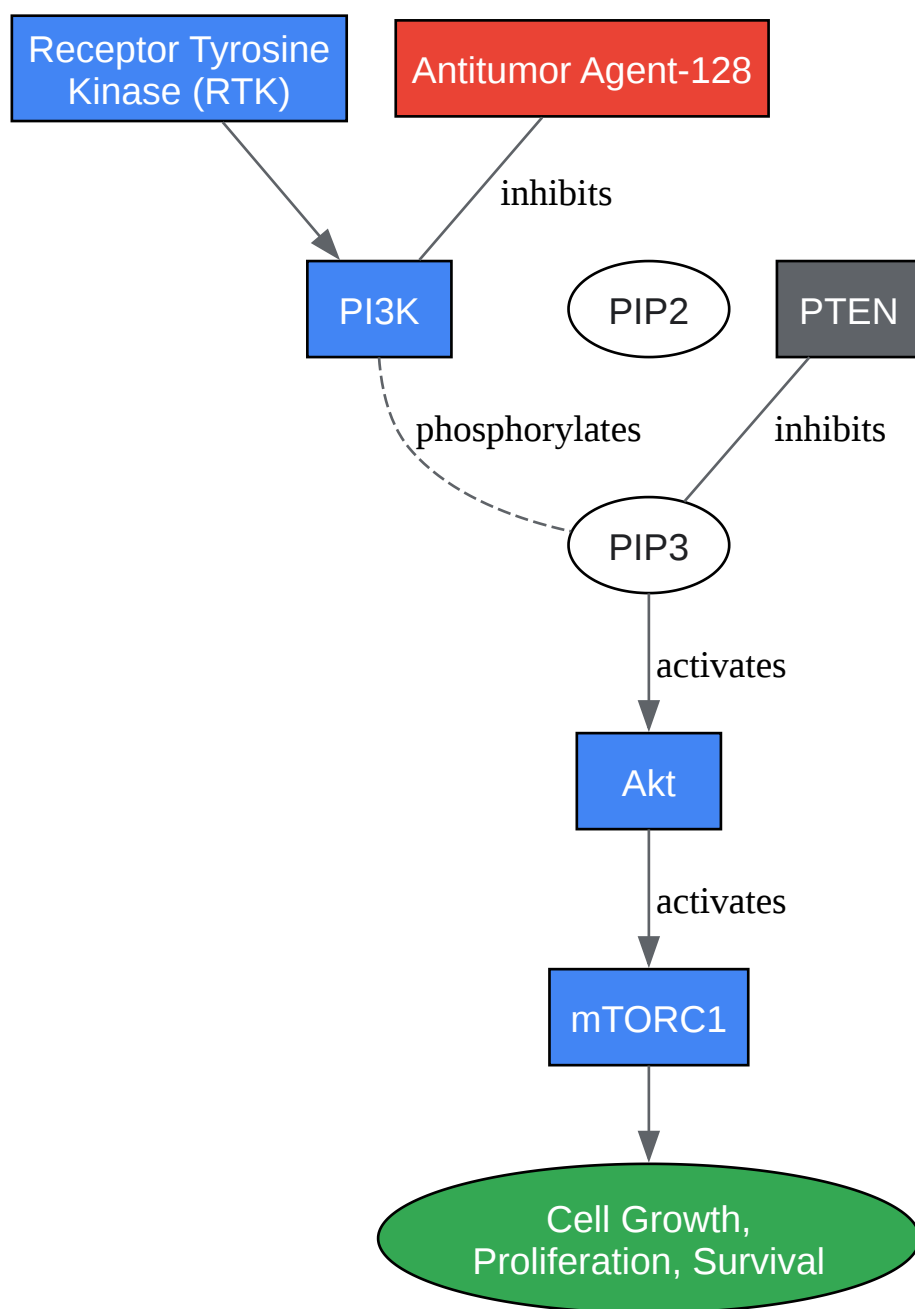 Receptor Tyrosine
Kinase (RTK)
Antitumor Agent-128
inhibits
PI3K
PIP2
PTEN
phosphorylates
inhibits
PIP3
activates
Akt
activates
mTORC1
Cell Growth,
Proliferation, Survival